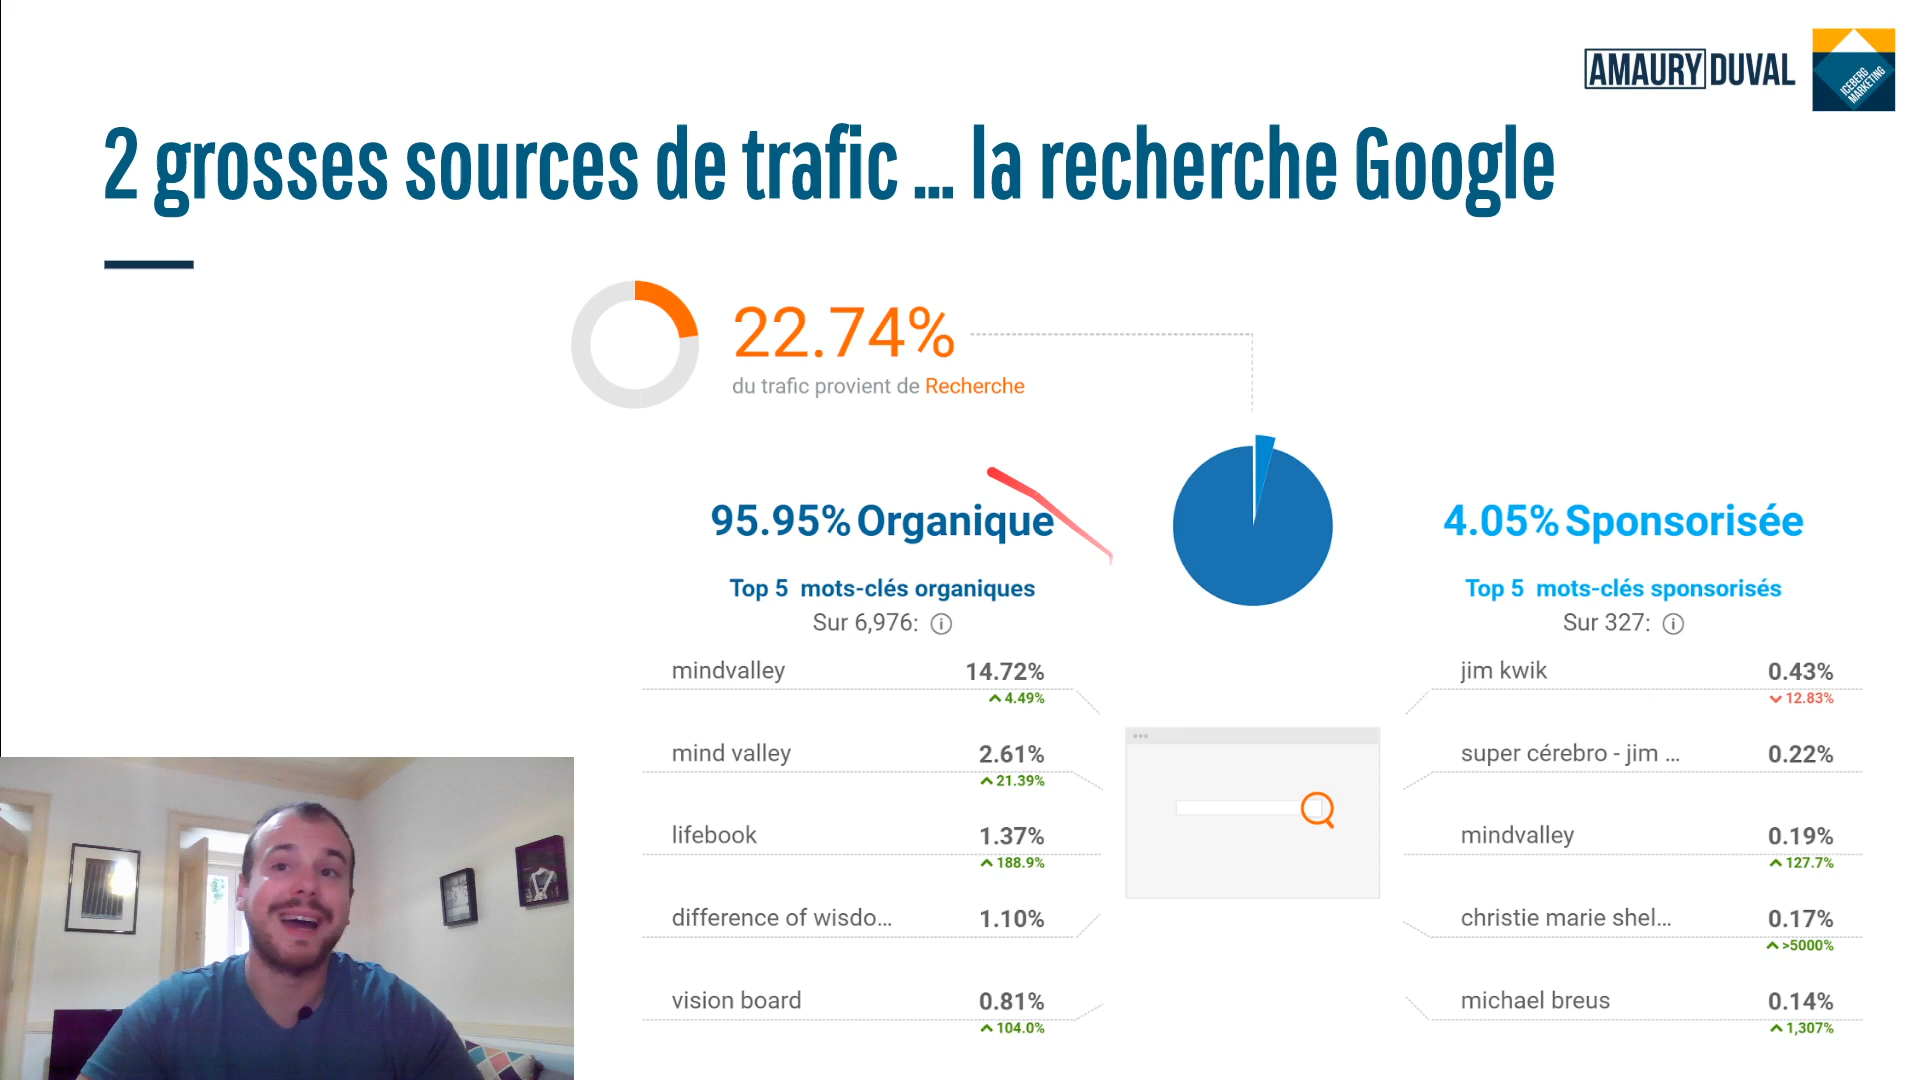 AMAURY DUVAL
ICEBERG
MARKETING
2 grosses sources de trafic ... la recherche Google
22.74%
du trafic provient de Recherche
95.95% Organique
Top 5 mots-clés organiques
Sur 6,976:
mindvalley 14.72%
4.49%
mind valley 2.61%
21.39%
lifebook 1.37%
188.9%
difference of wisdo... 1.10%
vision board 0.81%
104.0%
4.05% Sponsorisée
Top 5 mots-clés sponsorisés
Sur 327:
jim kwik 0.43%
12.83%
super cérebro - jim ... 0.22%
mindvalley 0.19%
127.7%
christie marie shel... 0.17%
>5000%
michael breus 0.14%
1,307%